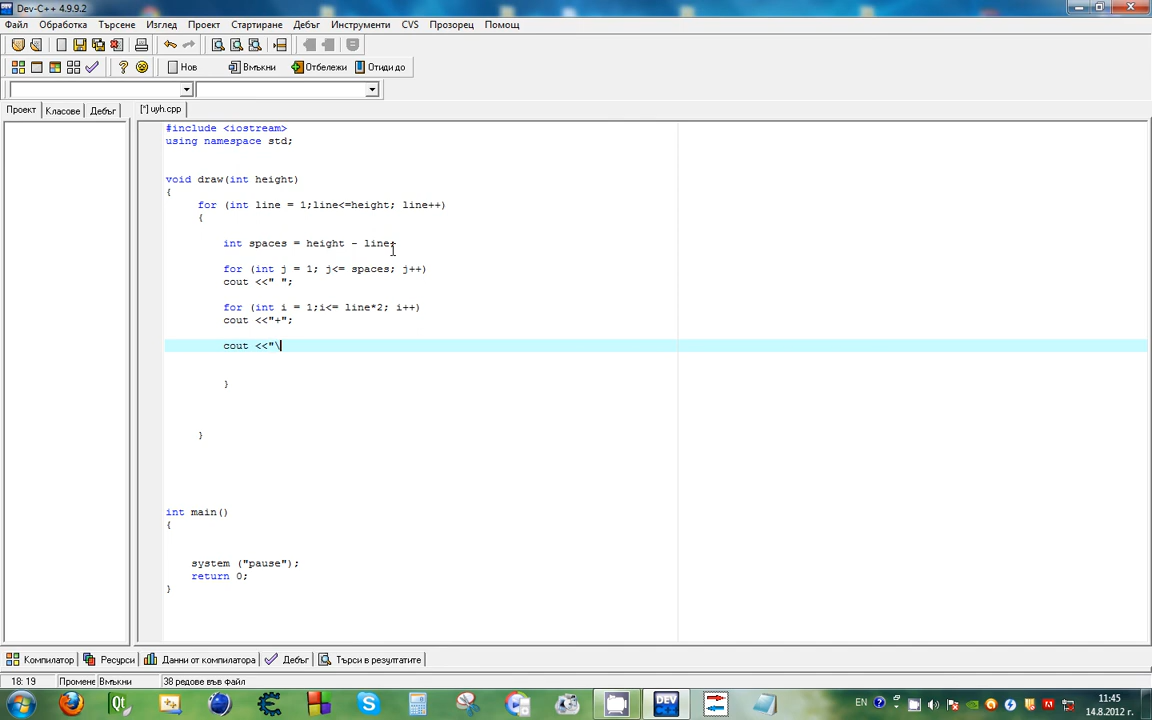 Dev-C++ 4.9.9.2
Файл Обработка Търсене Изглед Проект Стартиране Дебъг Инструменти CVS Прозорец Помощ
Нов Вмъкни Отбележи Отиди до
Проект Класове Дебъг [*] uyh.cpp
#include <iostream>
using namespace std;
void draw(int height)
{
for (int line = 1;line<=height; line++)
{
int spaces = height - line;
for (int j = 1; j<= spaces; j++)
cout <<" ";
for (int i = 1;i<= line*2; i++)
cout <<"+";
cout <<"\
}
}
int main()
{
system ("pause");
return 0;
}
Компилатор Ресурси Данни от компилатора Дебъг Търси в резултатите
18: 19 Промене Вмъкни 38 редове във файл
Qt DEV EN 11:45
14.8.2012 г.